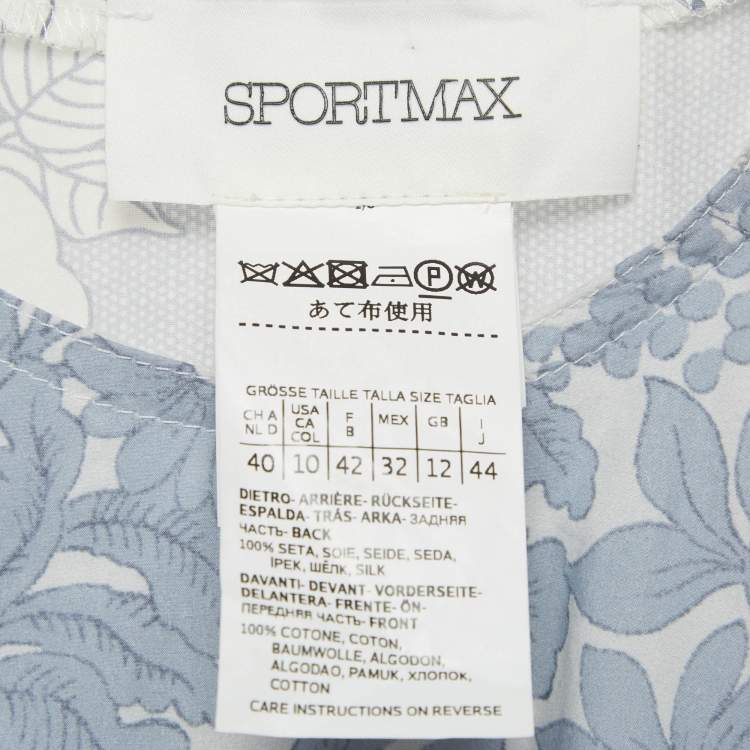 SPORTMAX
あて布使用
GRÖSSE TAILLE TALLA SIZE TAGLIA
CH A NL D USA CA COL F B MEX GB I J
40 10 42 32 12 44
DIETRO- ARRIÈRE- RÜCKSEITE-
ESPALDA- TRÁS- ARKA- ЗАДНЯЯ
ЧАСТЬ- BACK
100% SETA, SOIE, SEIDE, SEDA,
İPEK, ШЁЛК, SILK
DAVANTI- DEVANT- VORDERSEITE-
DELANTERA- FRENTE- ÖN-
ПЕРЕДНЯЯ ЧАСТЬ- FRONT
100% COTONE, COTON,
BAUMWOLLE, ALGODON,
ALGODAO, PAMUK, ХЛОПОК,
COTTON
CARE INSTRUCTIONS ON REVERSE